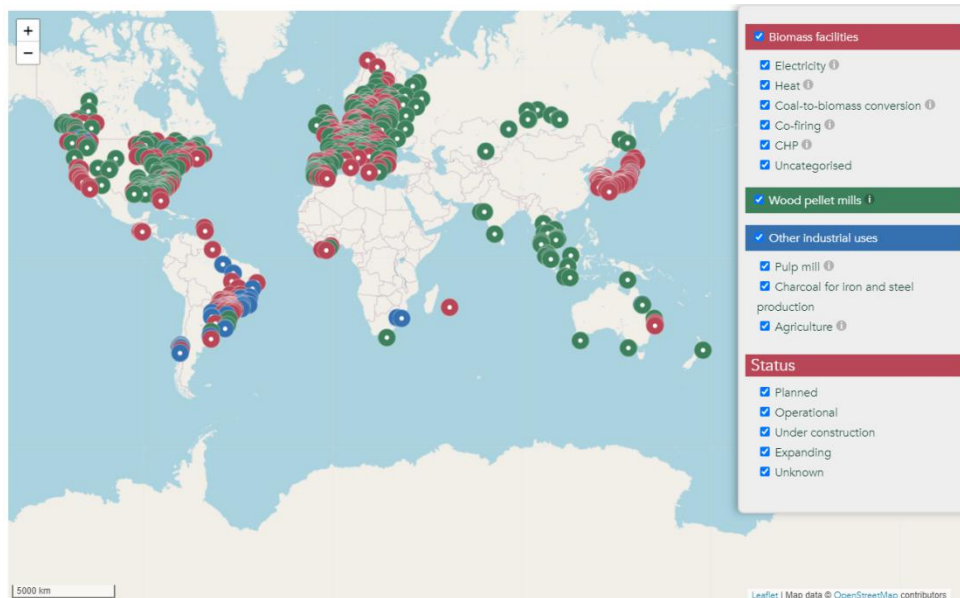 +
−
Biomass facilities
Electricity
Heat
Coal-to-biomass conversion
Co-firing
CHP
Uncategorised
Wood pellet mills
Other industrial uses
Pulp mill
Charcoal for iron and steel
production
Agriculture
Status
Planned
Operational
Under construction
Expanding
Unknown
5000 km
Leaflet | Map data © OpenStreetMap contributors